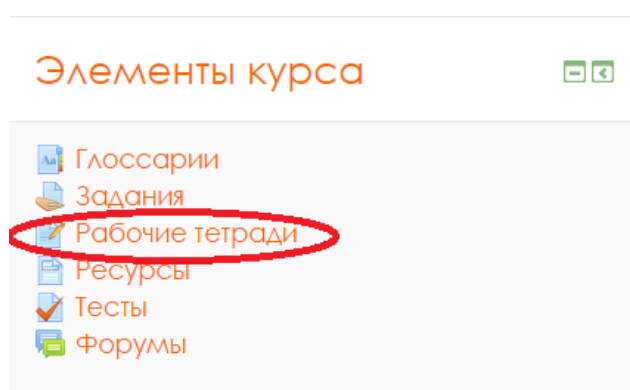 Элементы курса
Глоссарии
Задания
Рабочие тетради
Ресурсы
Тесты
Форумы